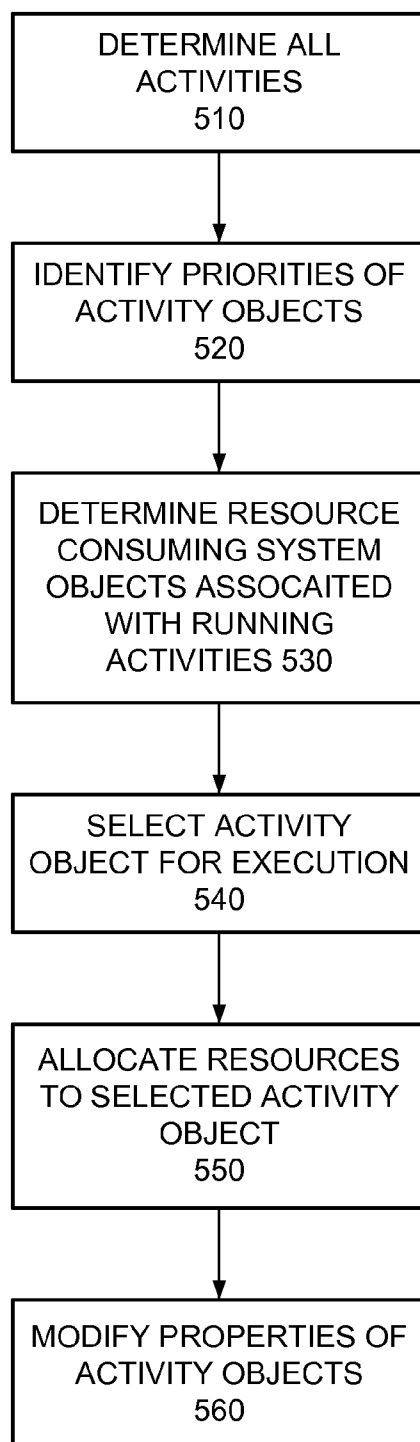 DETERMINE ALL
ACTIVITIES
510
IDENTIFY PRIORITIES OF
ACTIVITY OBJECTS
520
DETERMINE RESOURCE
CONSUMING SYSTEM
OBJECTS ASSOCAITED
WITH RUNNING
ACTIVITIES 530
SELECT ACTIVITY
OBJECT FOR EXECUTION
540
ALLOCATE RESOURCES
TO SELECTED ACTIVITY
OBJECT
550
MODIFY PROPERTIES OF
ACTIVITY OBJECTS
560